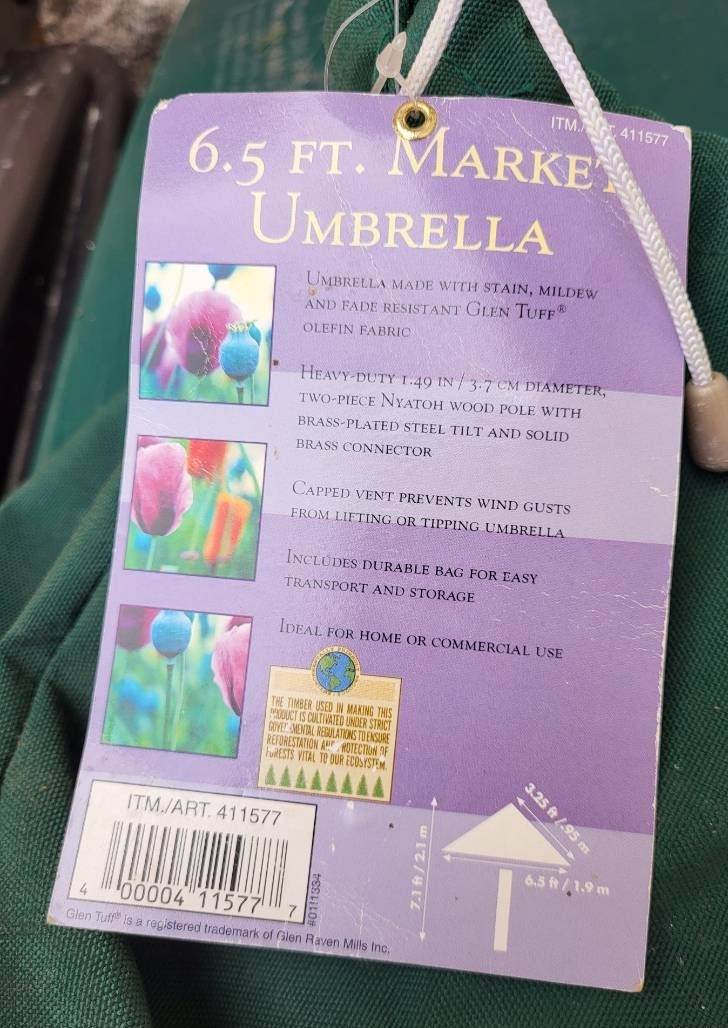 ITM./ART. 411577
6.5 FT. MARKET
UMBRELLA
UMBRELLA MADE WITH STAIN, MILDEW
AND FADE RESISTANT GLEN TUFF®
OLEFIN FABRIC
HEAVY-DUTY 1.49 IN / 3.7 CM DIAMETER,
TWO-PIECE NYATOH WOOD POLE WITH
BRASS-PLATED STEEL TILT AND SOLID
BRASS CONNECTOR
CAPPED VENT PREVENTS WIND GUSTS
FROM LIFTING OR TIPPING UMBRELLA
INCLUDES DURABLE BAG FOR EASY
TRANSPORT AND STORAGE
IDEAL FOR HOME OR COMMERCIAL USE
THE TIMBER USED IN MAKING THIS
PRODUCT IS CULTIVATED UNDER STRICT
GOVERNMENTAL REGULATIONS TO ENSURE
REFORESTATION AND PROTECTION OF
FORESTS VITAL TO OUR ECOSYSTEM.
ITM./ART. 411577
4 00004 11577 7
#0111334
Glen Tuff® is a registered trademark of Glen Raven Mills Inc.
7.1 ft / 2.1 m
3.25 ft / .95 m
6.5 ft / 1.9 m